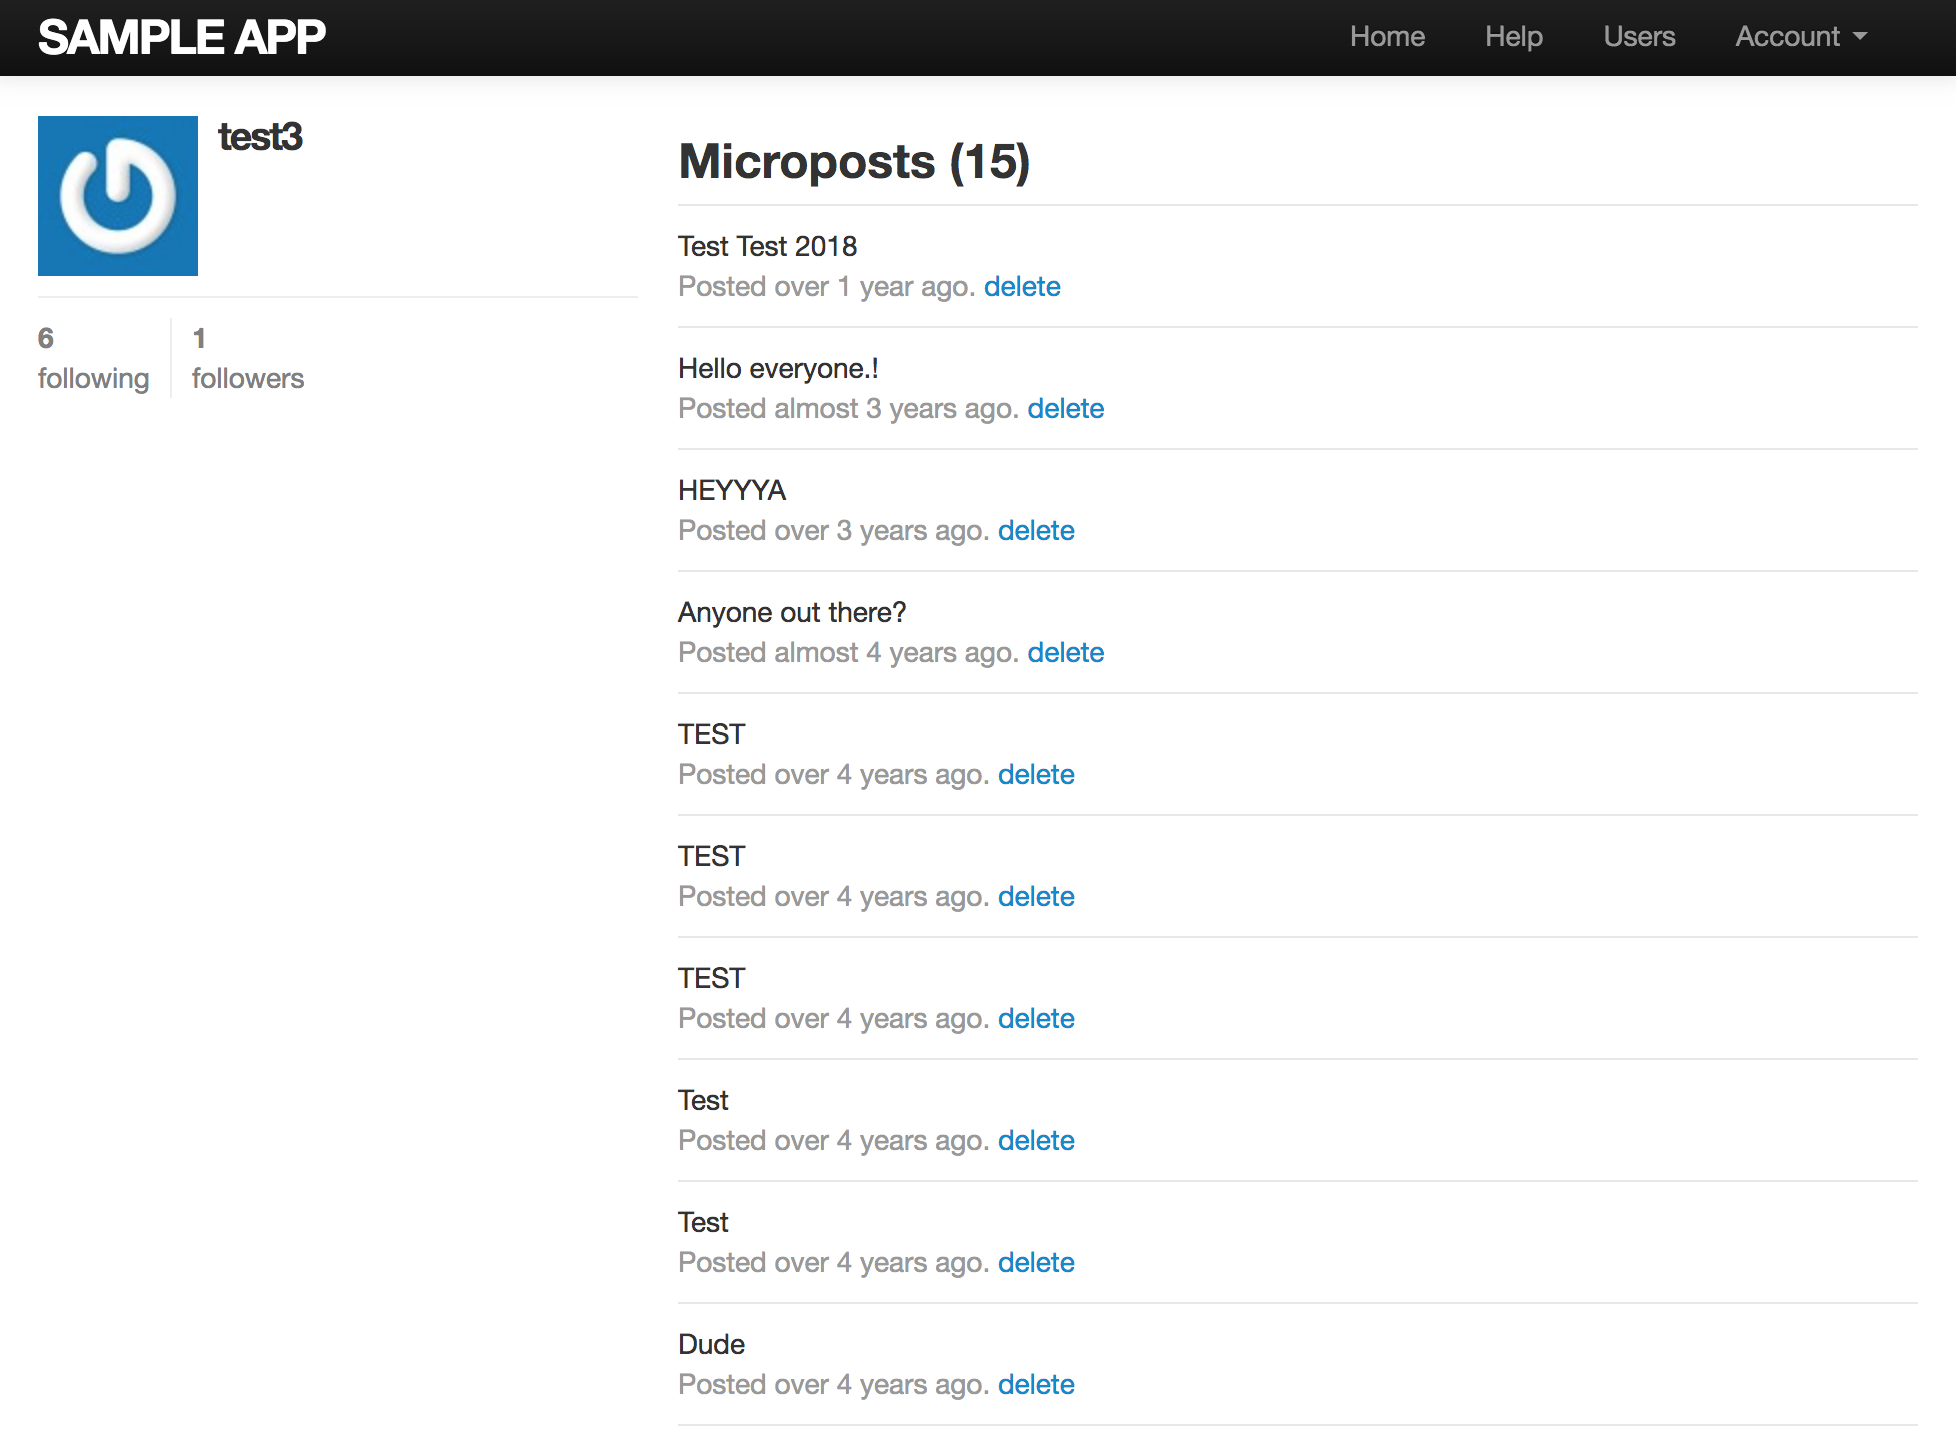 SAMPLE APP
Home Help Users Account
test3
6 following
1 followers
Microposts (15)
Test Test 2018
Posted over 1 year ago. delete
Hello everyone.!
Posted almost 3 years ago. delete
HEYYYA
Posted over 3 years ago. delete
Anyone out there?
Posted almost 4 years ago. delete
TEST
Posted over 4 years ago. delete
TEST
Posted over 4 years ago. delete
TEST
Posted over 4 years ago. delete
Test
Posted over 4 years ago. delete
Test
Posted over 4 years ago. delete
Dude
Posted over 4 years ago. delete